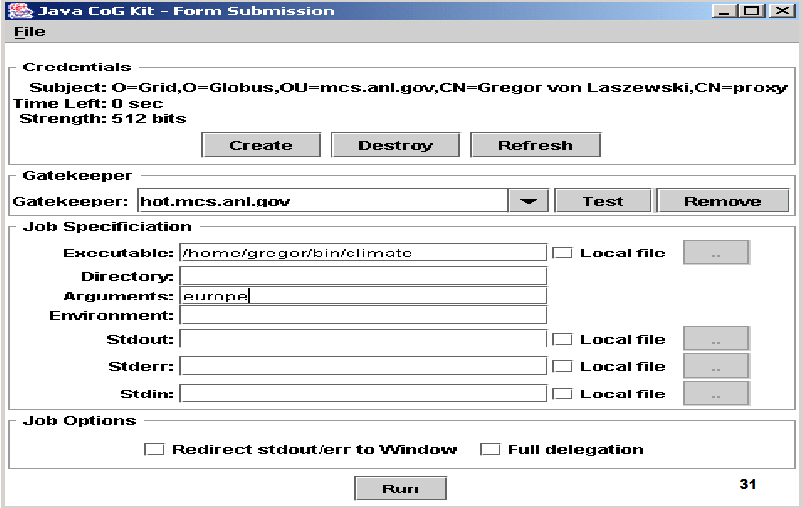 Java CoG Kit - Form Submission
File
Credentials
Subject: O=Grid,O=Globus,OU=mcs.anl.gov,CN=Gregor von Laszewski,CN=proxy
Time Left: 0 sec
Strength: 512 bits
Create Destroy Refresh
Gatekeeper
Gatekeeper: hot.mcs.anl.gov Test Remove
Job Specificiation
Executable: /home/gregor/bin/climate Local file ..
Directory:
Arguments: europe
Environment:
Stdout: Local file ..
Stderr: Local file ..
Stdin: Local file ..
Job Options
Redirect stdout/err to Window Full delegation
Run 31